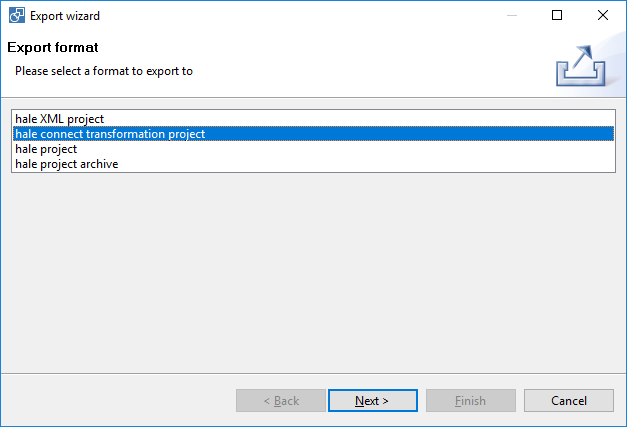 Export wizard
Export format
Please select a format to export to
hale XML project
hale connect transformation project
hale project
hale project archive
< Back Next > Finish Cancel